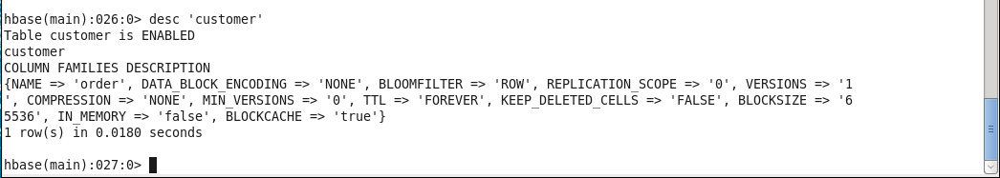 hbase(main):026:0> desc 'customer'
Table customer is ENABLED
customer
COLUMN FAMILIES DESCRIPTION
{NAME => 'order', DATA_BLOCK_ENCODING => 'NONE', BLOOMFILTER => 'ROW', REPLICATION_SCOPE => '0', VERSIONS => '1
', COMPRESSION => 'NONE', MIN_VERSIONS => '0', TTL => 'FOREVER', KEEP_DELETED_CELLS => 'FALSE', BLOCKSIZE => '6
5536', IN_MEMORY => 'false', BLOCKCACHE => 'true'}
1 row(s) in 0.0180 seconds
hbase(main):027:0>